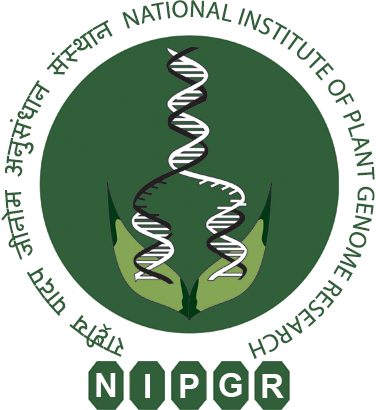 राष्ट्रीय पादप जीनोम अनुसंधान संस्थान
NATIONAL INSTITUTE OF PLANT GENOME RESEARCH
NIPGR